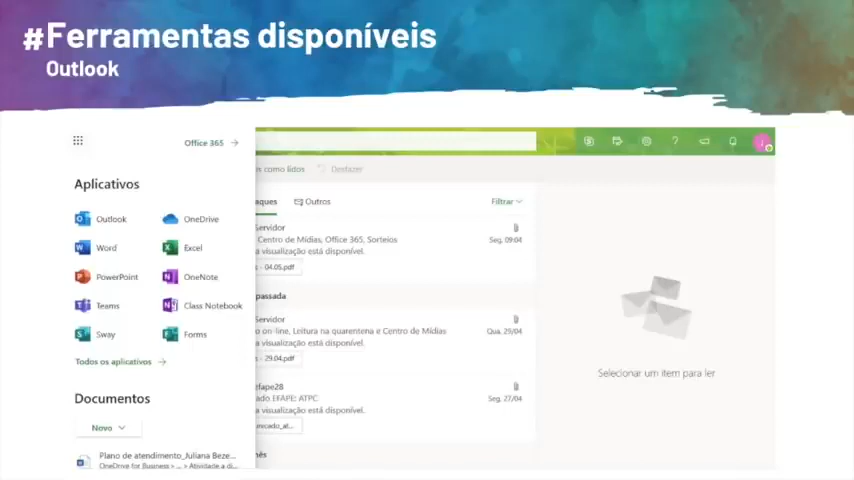 #Ferramentas disponíveis
Outlook
Office 365 →
Aplicativos
Outlook
OneDrive
Word
Excel
PowerPoint
OneNote
Teams
Class Notebook
Sway
Forms
Todos os aplicativos →
Documentos
Novo
Plano de atendimento_Juliana Beze...
OneDrive for Business > ... > Atividade a di...
is como lidos
Desfazer
aques
Outros
Filtrar
Servidor
Centro de Mídias, Office 365, Sorteios
Seg. 09:04
a visualização está disponível.
s - 04.05.pdf
passada
Servidor
o on-line, Leitura na quarentena e Centro de Mídias
Qua. 29/04
a visualização está disponível.
s - 29.04.pdf
efape28
ado EFAPE: ATPC
Seg. 27/04
a visualização está disponível.
Selecionar um item para ler